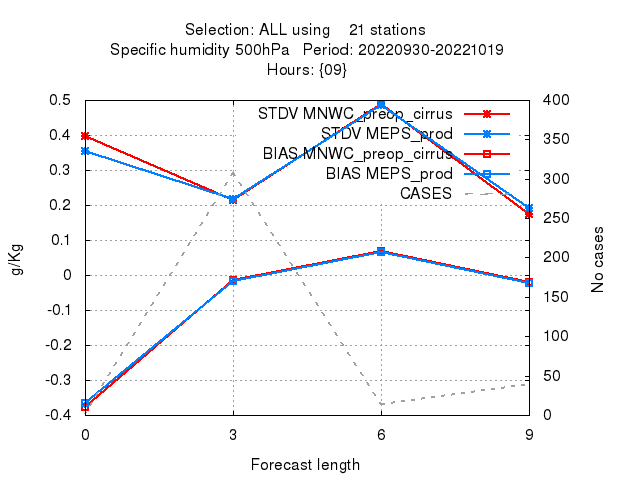 Selection: ALL using 21 stations
Specific humidity 500hPa Period: 20220930-20221019
Hours: {09}
0.5
0.4
0.3
0.2
0.1
0
-0.1
-0.2
-0.3
-0.4
g/Kg
STDV MNWC_preop_cirrus
STDV MEPS_prod
BIAS MNWC_preop_cirrus
BIAS MEPS_prod
CASES
400
350
300
250
200
150
100
50
0
No cases
0 3 6 9
Forecast length